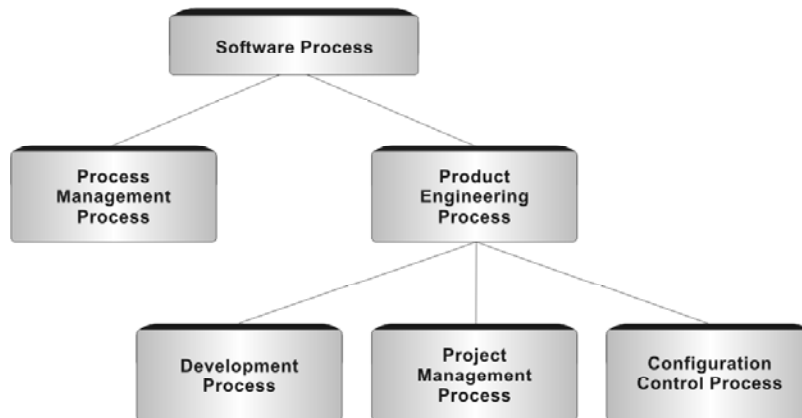 Software Process
Process
Management
Process
Product
Engineering
Process
Development
Process
Project
Management
Process
Configuration
Control Process